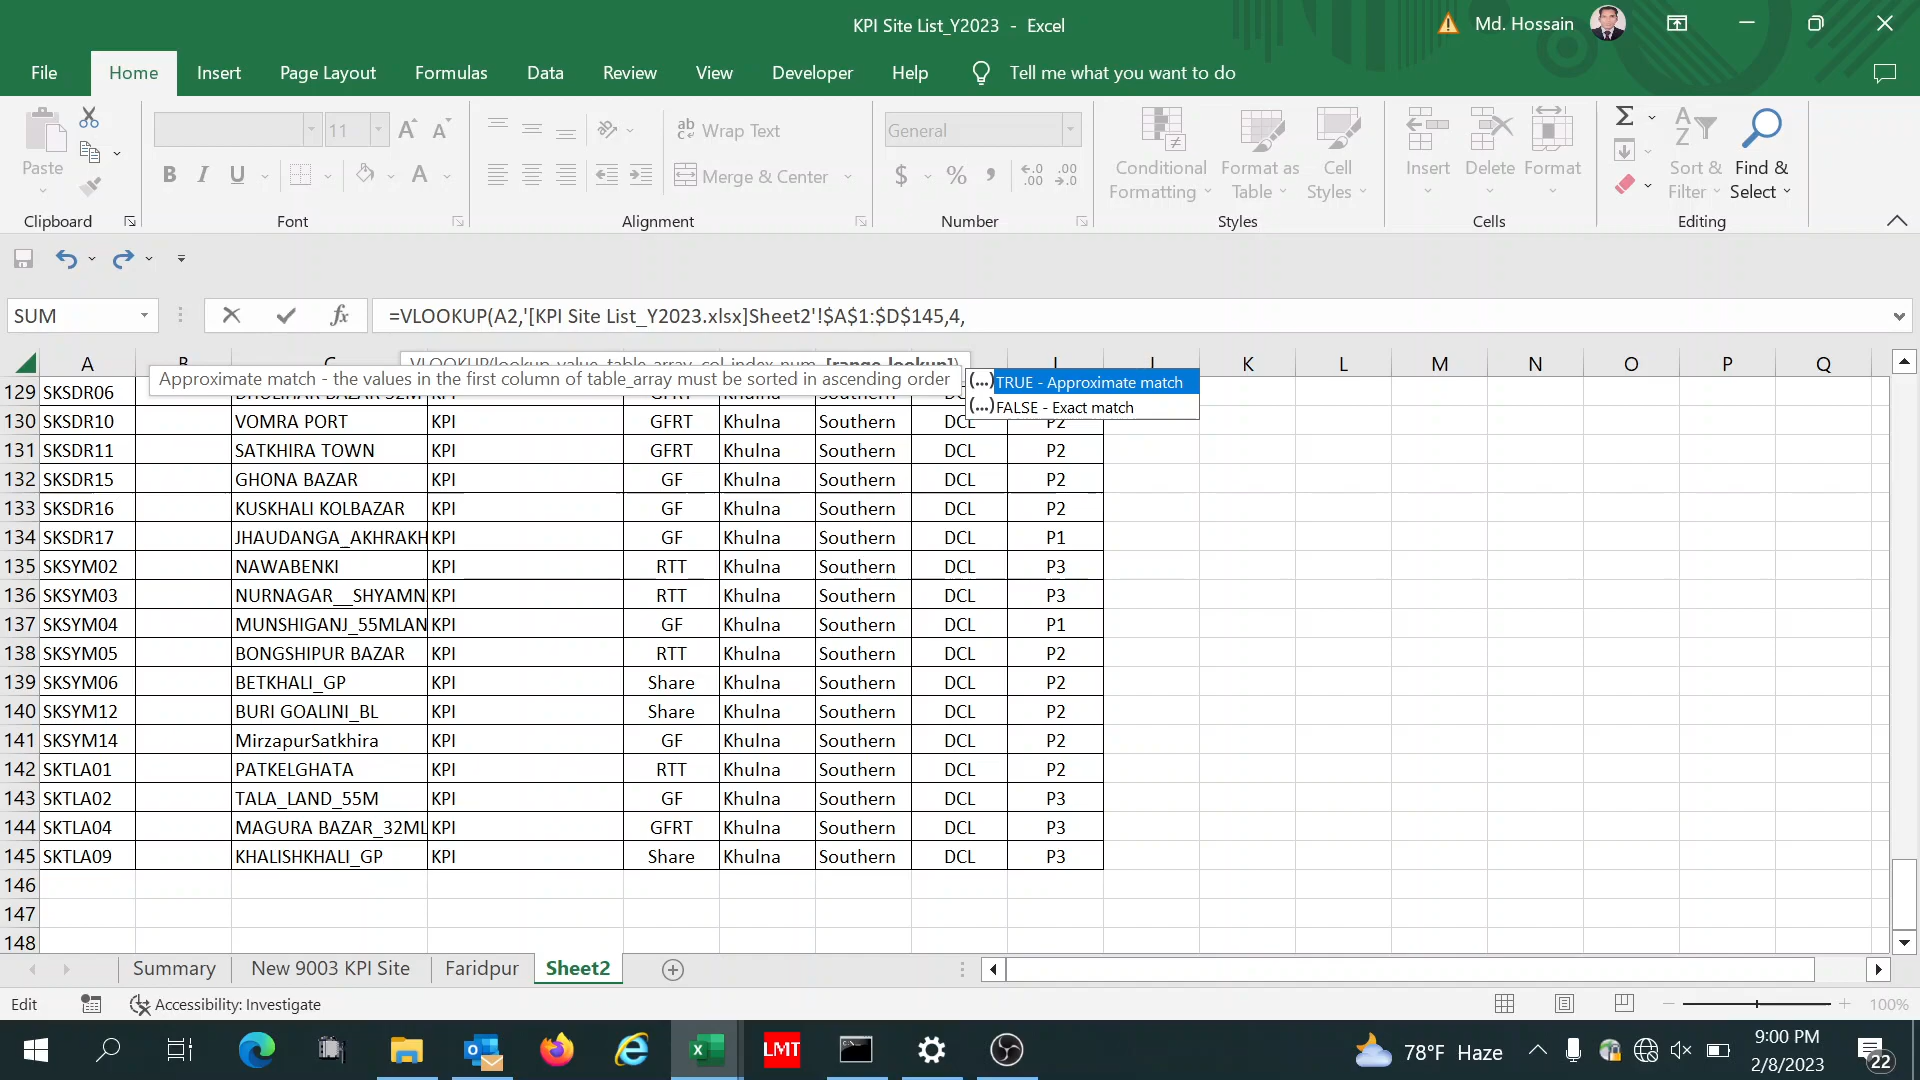 KPI Site List_Y2023 - Excel
Md. Hossain
File Home Insert Page Layout Formulas Data Review View Developer Help Tell me what you want to do
Paste
Clipboard
11
B I U
Font
Wrap Text
Merge & Center
Alignment
General
$ % ,
Number
Conditional Formatting
Format as Table
Cell Styles
Styles
Insert Delete Format
Cells
Sort & Filter
Find & Select
Editing
SUM
fx
=VLOOKUP(A2,'[KPI Site List_Y2023.xlsx]Sheet2'!$A$1:$D$145,4,
VLOOKUP(lookup_value, table_array, col_index_num, [range_lookup])
Approximate match - the values in the first column of table_array must be sorted in ascending order
(...)TRUE - Approximate match
(...)FALSE - Exact match
A K L M N O P Q
129 SKSDR06
130 SKSDR10 VOMRA PORT KPI GFRT Khulna Southern DCL P2
131 SKSDR11 SATKHIRA TOWN KPI GFRT Khulna Southern DCL P2
132 SKSDR15 GHONA BAZAR KPI GF Khulna Southern DCL P2
133 SKSDR16 KUSKHALI KOLBAZAR KPI GF Khulna Southern DCL P2
134 SKSDR17 JHAUDANGA_AKHRAKH KPI GF Khulna Southern DCL P1
135 SKSYM02 NAWABENKI KPI RTT Khulna Southern DCL P3
136 SKSYM03 NURNAGAR__SHYAMN KPI RTT Khulna Southern DCL P3
137 SKSYM04 MUNSHIGANJ_55MLAN KPI GF Khulna Southern DCL P1
138 SKSYM05 BONGSHIPUR BAZAR KPI RTT Khulna Southern DCL P2
139 SKSYM06 BETKHALI_GP KPI Share Khulna Southern DCL P2
140 SKSYM12 BURI GOALINI_BL KPI Share Khulna Southern DCL P2
141 SKSYM14 MirzapurSatkhira KPI GF Khulna Southern DCL P2
142 SKTLA01 PATKELGHATA KPI RTT Khulna Southern DCL P2
143 SKTLA02 TALA_LAND_55M KPI GF Khulna Southern DCL P3
144 SKTLA04 MAGURA BAZAR_32ML KPI GFRT Khulna Southern DCL P3
145 SKTLA09 KHALISHKHALI_GP KPI Share Khulna Southern DCL P3
146
147
148
Summary New 9003 KPI Site Faridpur Sheet2
Edit Accessibility: Investigate 100%
LMT
78°F Haze
9:00 PM
2/8/2023
22